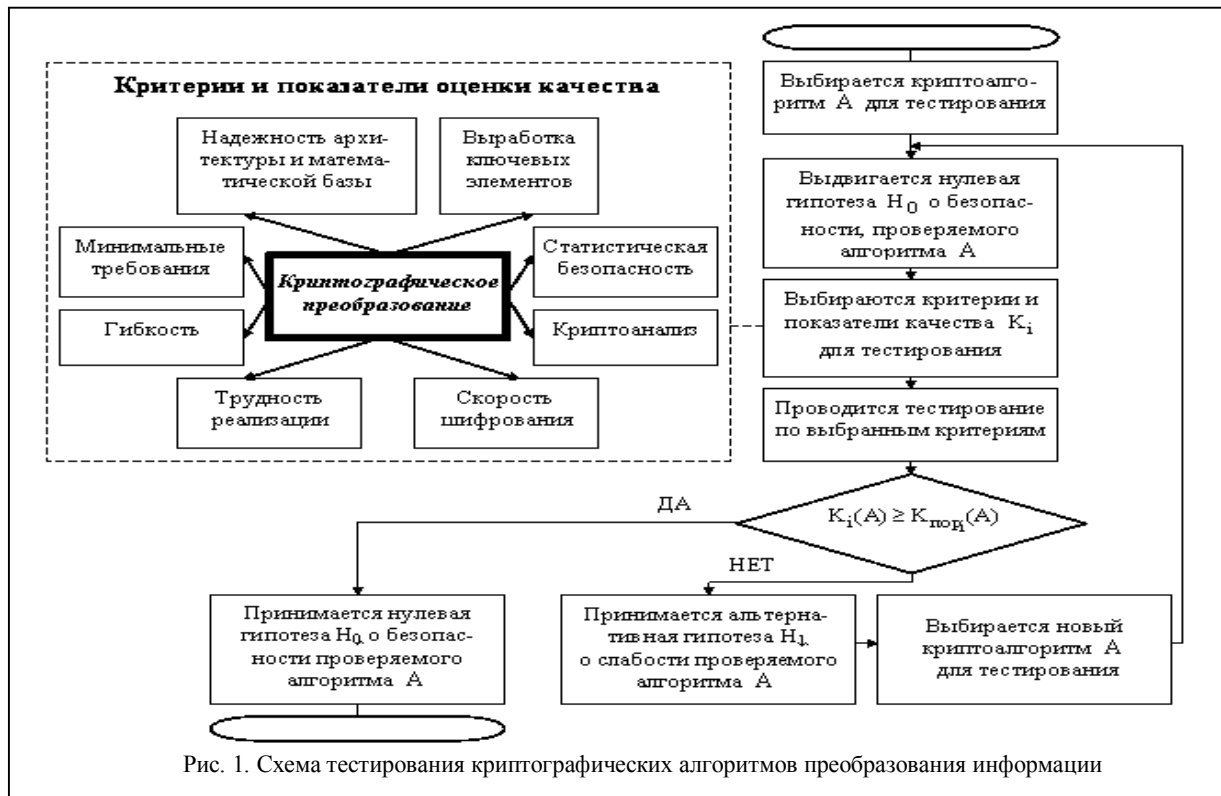 Критерии и показатели оценки качества
Надежность архи-
тектуры и матема-
тической базы
Выработка
ключевых
элементов
Минимальные
требования
Статистическая
безопасность
Криптографическое
преобразование
Гибкость
Криптоанализ
Трудность
реализации
Скорость
шифрования
Выбирается криптоалго-
ритм А для тестирования
Выдвигается нулевая
гипотеза H0 о безопас-
ности, проверяемого
алгоритма А
Выбираются критерии и
показатели качества Ki
для тестирования
Проводится тестирование
по выбранным критериям
Ki(A) ≥ Kпорi(A)
ДА
НЕТ
Принимается нулевая
гипотеза H0 о безопас-
ности проверяемого
алгоритма А
Принимается альтерна-
тивная гипотеза H1
о слабости проверяемого
алгоритма А
Выбирается новый
криптоалгоритм А
для тестирования
Рис. 1. Схема тестирования криптографических алгоритмов преобразования информации